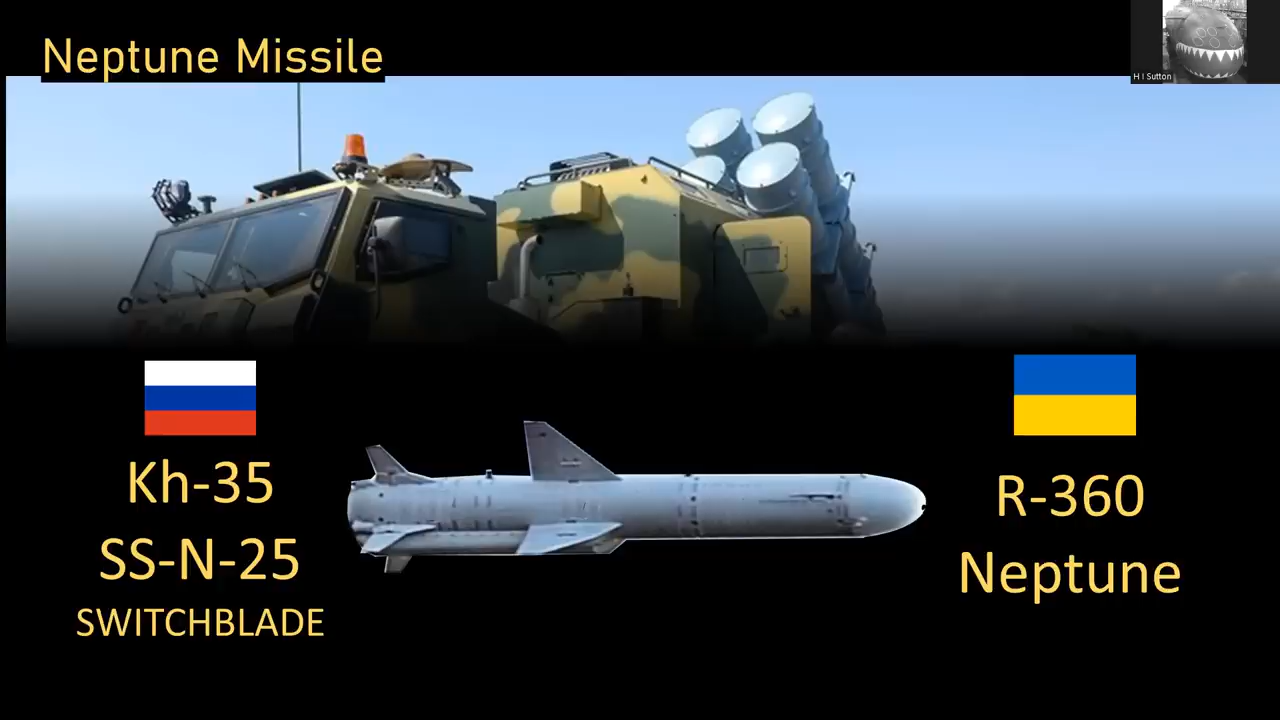 Neptune Missile
H I Sutton
Kh-35
SS-N-25
SWITCHBLADE
R-360
Neptune